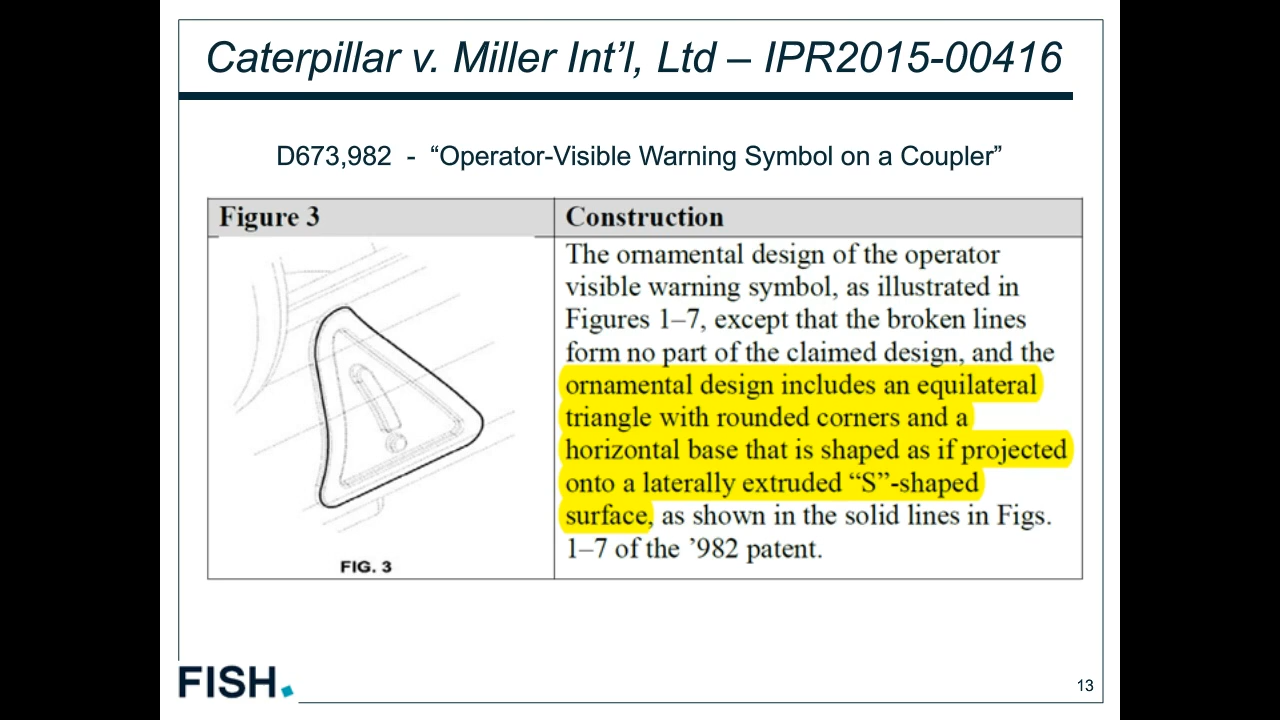 Caterpillar v. Miller Int’l, Ltd – IPR2015-00416
D673,982 - “Operator-Visible Warning Symbol on a Coupler”
Figure 3
Construction
The ornamental design of the operator
visible warning symbol, as illustrated in
Figures 1–7, except that the broken lines
form no part of the claimed design, and the
ornamental design includes an equilateral
triangle with rounded corners and a
horizontal base that is shaped as if projected
onto a laterally extruded “S”-shaped
surface, as shown in the solid lines in Figs.
1–7 of the ’982 patent.
FIG. 3
FISH.
13